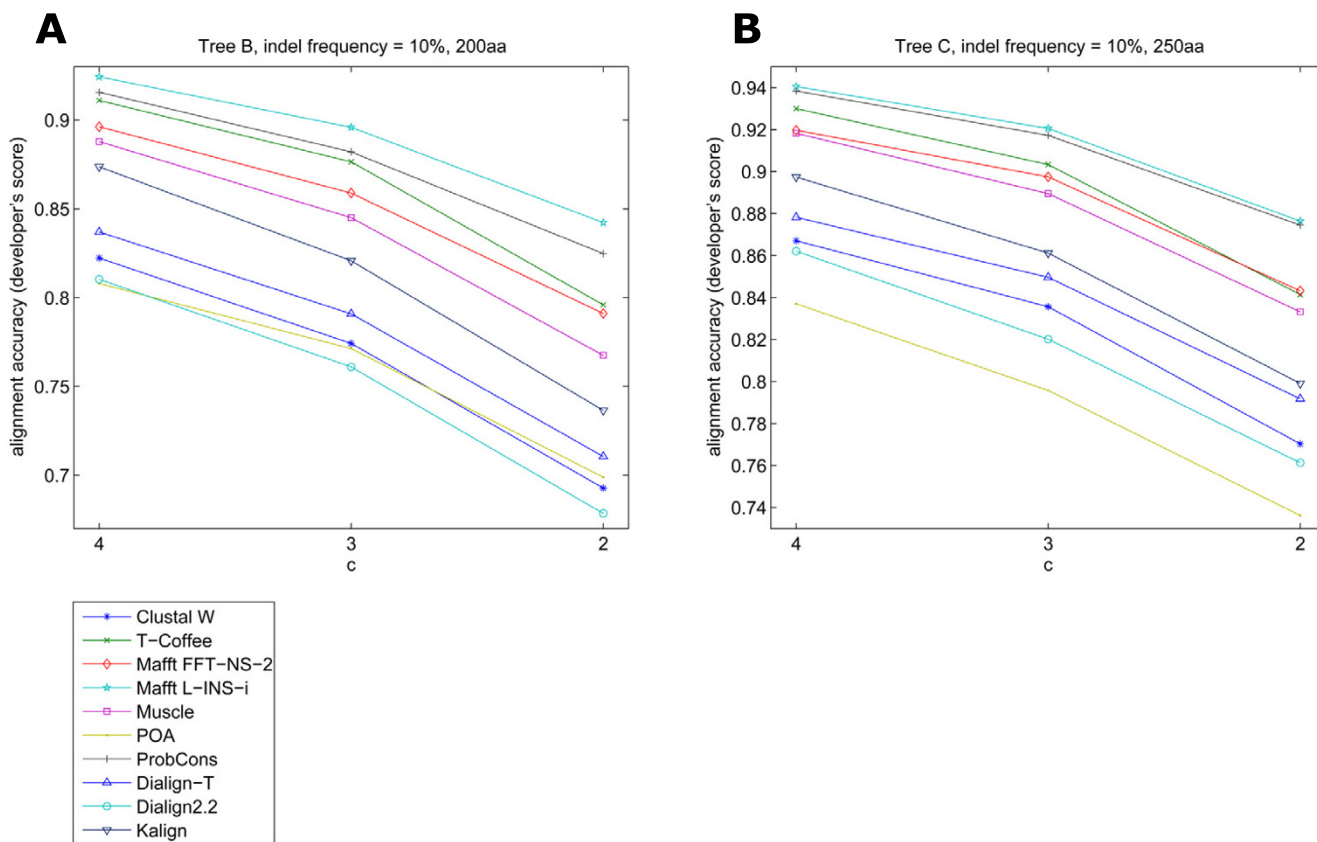 A
Tree B, indel frequency = 10%, 200aa
alignment accuracy (developer's score)
0.9
0.85
0.8
0.75
0.7
4
3
2
c
B
Tree C, indel frequency = 10%, 250aa
alignment accuracy (developer's score)
0.94
0.92
0.9
0.88
0.86
0.84
0.82
0.8
0.78
0.76
0.74
4
3
2
c
Clustal W
T-Coffee
Mafft FFT-NS-2
Mafft L-INS-i
Muscle
POA
ProbCons
Dialign-T
Dialign2.2
Kalign